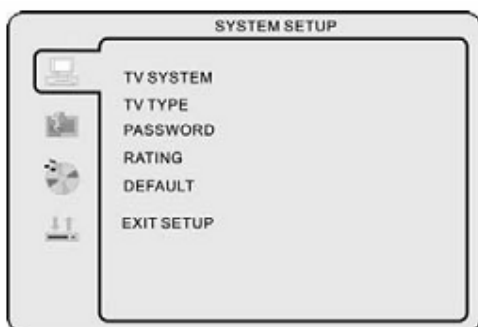 SYSTEM SETUP
TV SYSTEM
TV TYPE
PASSWORD
RATING
DEFAULT
EXIT SETUP